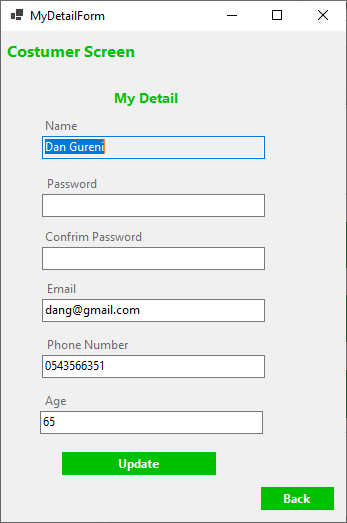 MyDetailForm
Costumer Screen
My Detail
Name
Dan Gureni
Password
Confrim Password
Email
dang@gmail.com
Phone Number
0543566351
Age
65
Update
Back